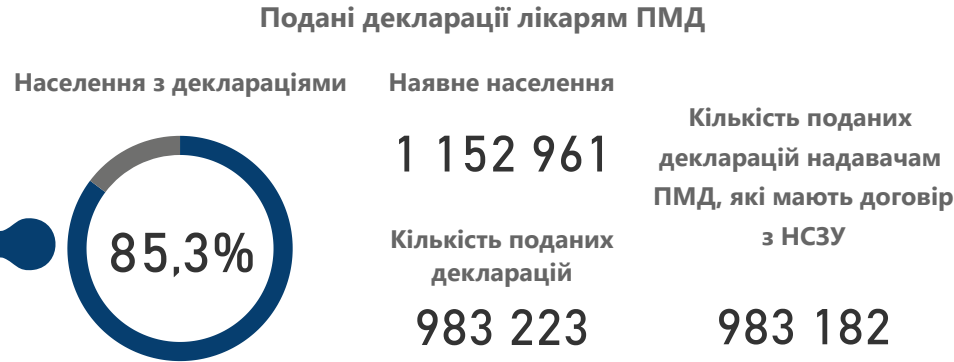 Подані декларації лікарям ПМД
Населення з деклараціями
85,3%
Наявне населення
1 152 961
Кількість поданих
декларацій
983 223
Кількість поданих
декларацій надавачам
ПМД, які мають договір
з НСЗУ
983 182